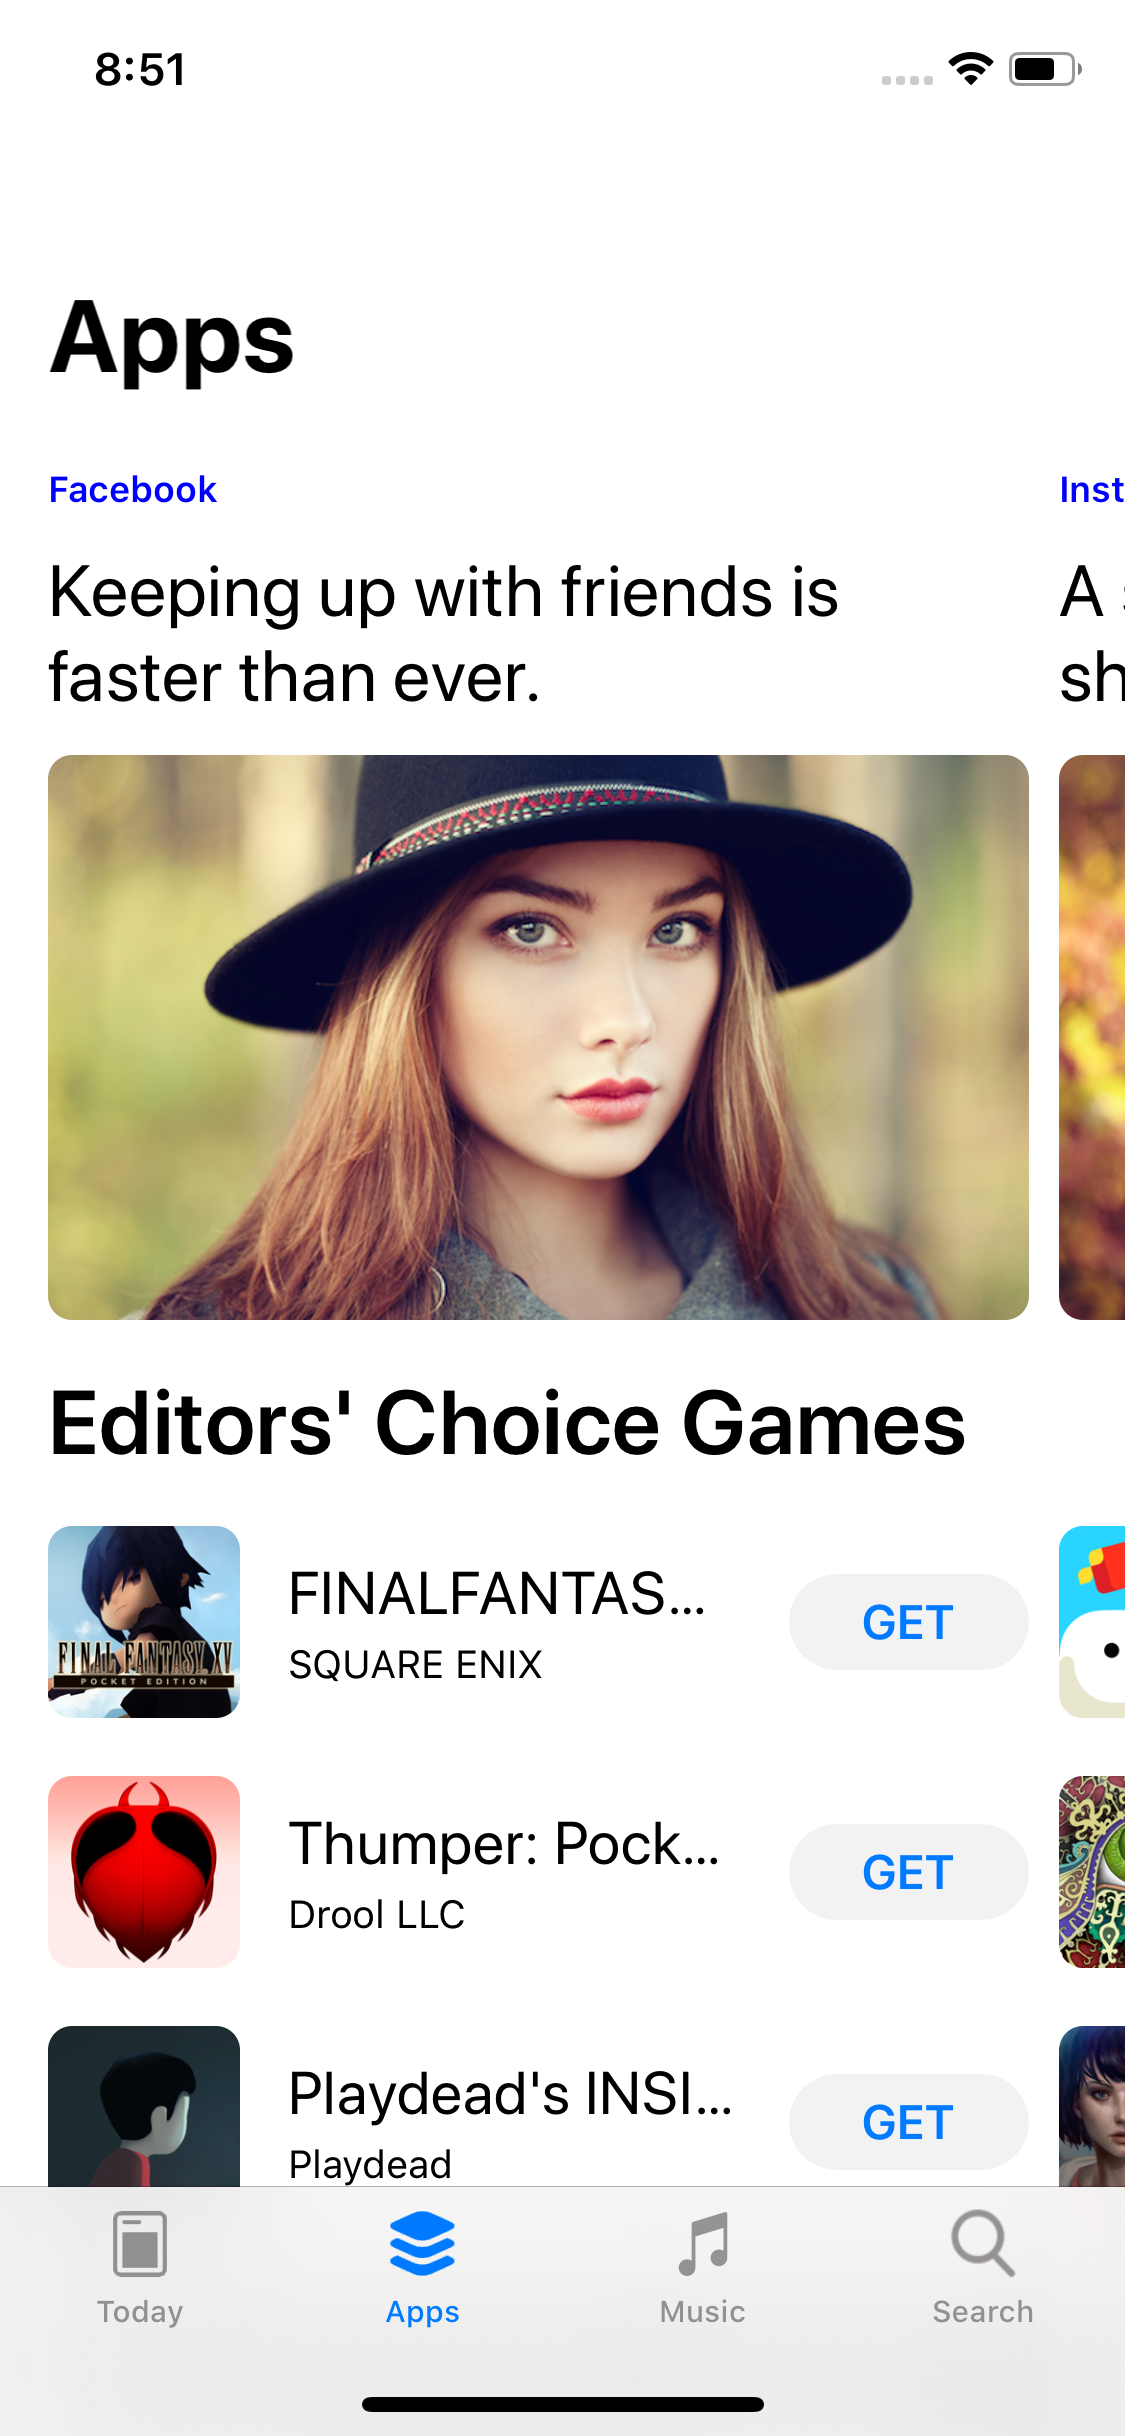 8:51
Apps
Facebook
Inst
Keeping up with friends is
faster than ever.
A
sh
Editors' Choice Games
FINALFANTAS...
SQUARE ENIX
GET
FINAL FANTASY XV
POCKET EDITION
Thumper: Pock...
Drool LLC
GET
Playdead's INSI...
Playdead
GET
Today
Apps
Music
Search